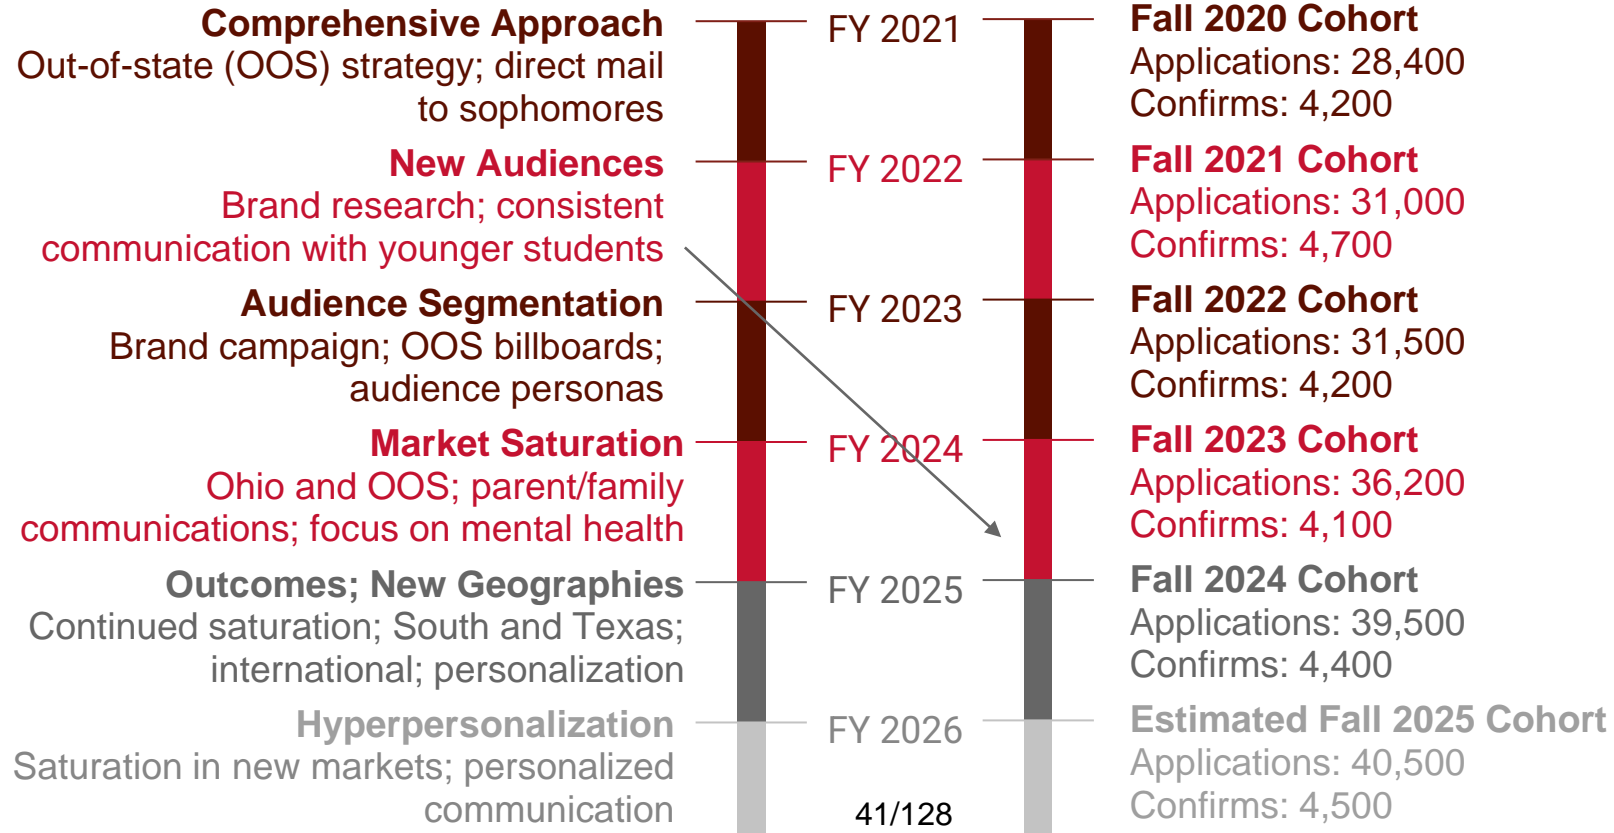 Comprehensive Approach
Out-of-state (OOS) strategy; direct mail
to sophomores
FY 2021
Fall 2020 Cohort
Applications: 28,400
Confirms: 4,200
New Audiences
Brand research; consistent
communication with younger students
FY 2022
Fall 2021 Cohort
Applications: 31,000
Confirms: 4,700
Audience Segmentation
Brand campaign; OOS billboards;
audience personas
FY 2023
Fall 2022 Cohort
Applications: 31,500
Confirms: 4,200
Market Saturation
Ohio and OOS; parent/family
communications; focus on mental health
FY 2024
Fall 2023 Cohort
Applications: 36,200
Confirms: 4,100
Outcomes; New Geographies
Continued saturation; South and Texas;
international; personalization
FY 2025
Fall 2024 Cohort
Applications: 39,500
Confirms: 4,400
Hyperpersonalization
Saturation in new markets; personalized
communication
FY 2026
Estimated Fall 2025 Cohort
Applications: 40,500
Confirms: 4,500
41/128